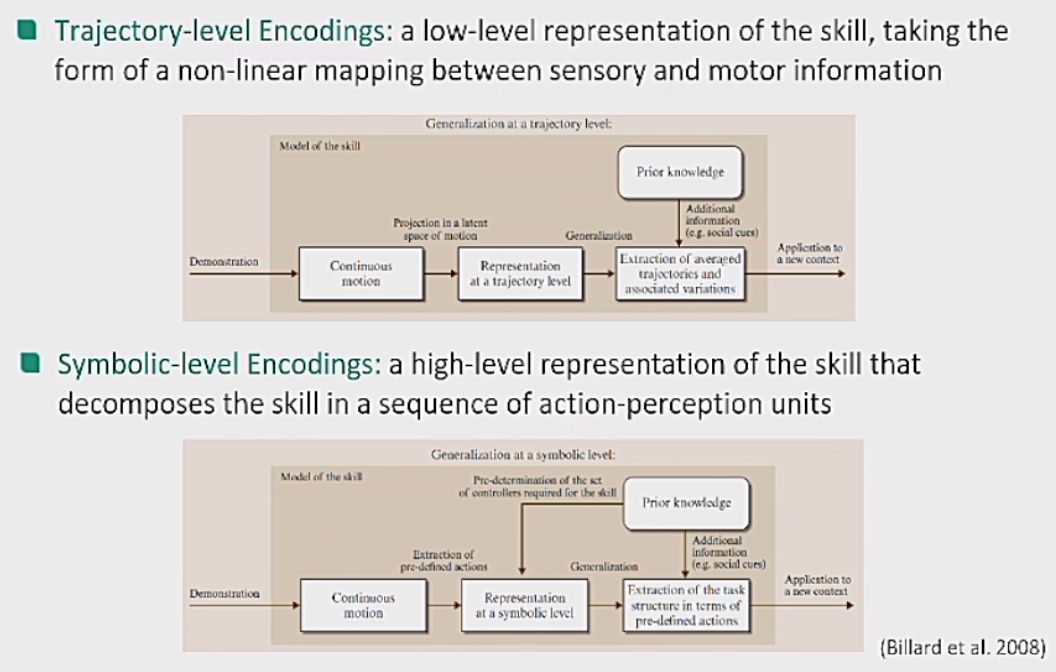 Trajectory-level Encodings: a low-level representation of the skill, taking the
form of a non-linear mapping between sensory and motor information
Generalization at a trajectory level:
Model of the skill
Prior knowledge
Additional
information
(e.g. social cues)
Projection in a latent
space of motion
Generalization
Application to
a new context
Demonstration
Continuous
motion
Representation
at a trajectory level
Extraction of averaged
trajectories and
associated variations
Symbolic-level Encodings: a high-level representation of the skill that
decomposes the skill in a sequence of action-perception units
Generalization at a symbolic level:
Model of the skill
Pre-determination of the set
of controllers required for the skill
Prior knowledge
Additional
information
(e.g. social cues)
Extraction of
pre-defined actions
Generalization
Application to
a new context
Demonstration
Continuous
motion
Representation
at a symbolic level
Extraction of the task
structure in terms of
pre-defined actions
(Billard et al. 2008)